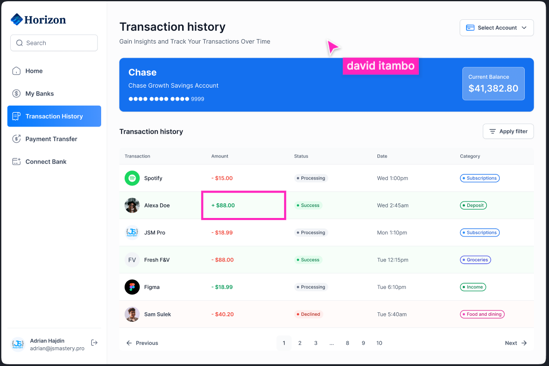 Horizon
Search
Home
My Banks
Transaction History
Payment Transfer
Connect Bank
Adrian Hajdin
adrian@jsmastery.pro
Transaction history
Gain Insights and Track Your Transactions Over Time
Select Account
david itambo
Chase
Chase Growth Savings Account
●●●● ●●●● ●●●● 9999
Current Balance
$41,382.80
Transaction history
Apply filter
Transaction Amount Status Date Category
Spotify - $15.00 Processing Wed 1:00pm Subscriptions
Alexa Doe + $88.00 Success Wed 2:45am Deposit
JSM Pro - $18.99 Processing Mon 1:10pm Subscriptions
FV Fresh F&V - $88.00 Success Tue 12:15pm Groceries
Figma - $18.99 Processing Tue 6:10pm Income
Sam Sulek - $40.20 Declined Tue 5:40am Food and dining
Previous 1 2 3 ... 8 9 10 Next